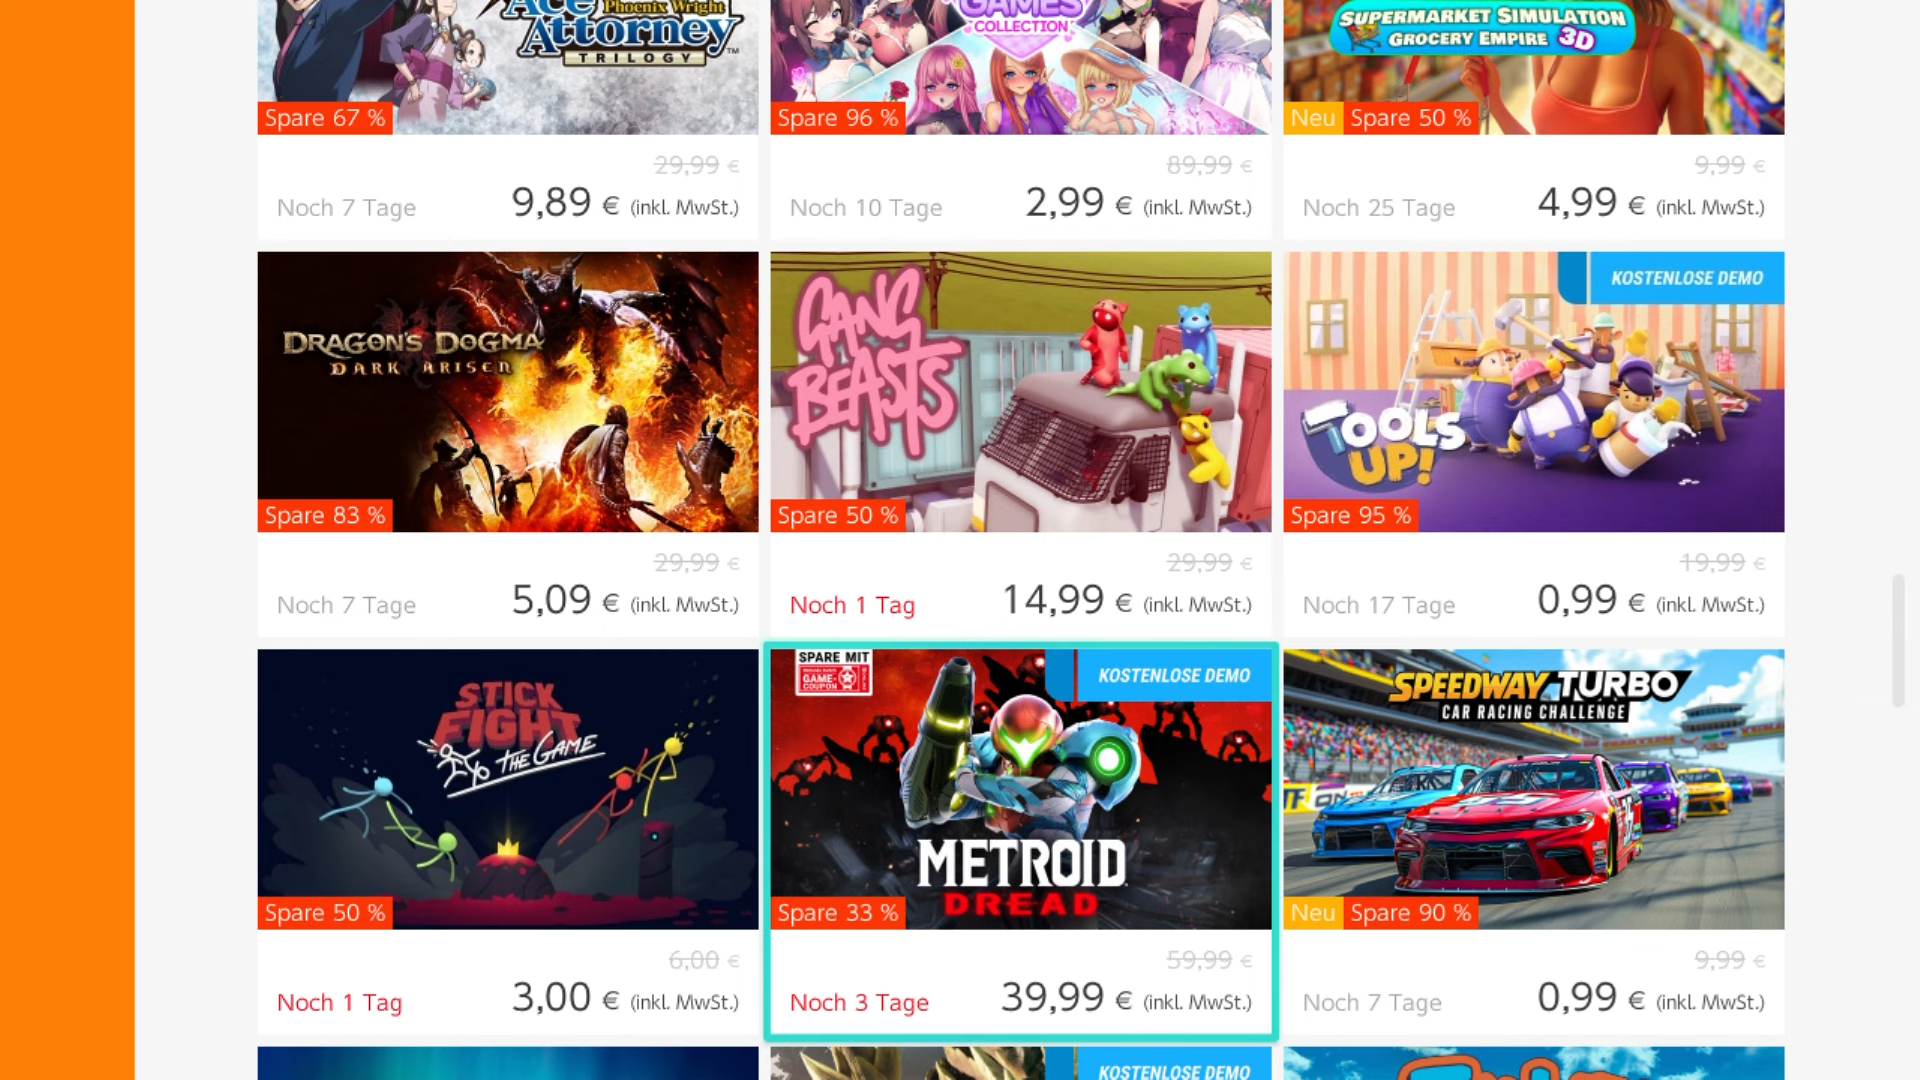 Ace
Phoenix Wright
Attorney™
TRILOGY
Spare 67 %
29,99 €
Noch 7 Tage
9,89 € (inkl. MwSt.)
GAMES
COLLECTION
Spare 96 %
89,99 €
Noch 10 Tage
2,99 € (inkl. MwSt.)
SUPERMARKET SIMULATION
GROCERY EMPIRE 3D
Neu
Spare 50 %
9,99 €
Noch 25 Tage
4,99 € (inkl. MwSt.)
DRAGON'S DOGMA
DARK ARISEN
Spare 83 %
29,99 €
Noch 7 Tage
5,09 € (inkl. MwSt.)
GANG
BEASTS
Spare 50 %
29,99 €
Noch 1 Tag
14,99 € (inkl. MwSt.)
KOSTENLOSE DEMO
TOOLS
UP!
Spare 95 %
19,99 €
Noch 17 Tage
0,99 € (inkl. MwSt.)
STICK
FIGHT
THE GAME
Spare 50 %
6,00 €
Noch 1 Tag
3,00 € (inkl. MwSt.)
SPARE MIT
GAME-
COUPON
KOSTENLOSE DEMO
METROID
DREAD
Spare 33 %
59,99 €
Noch 3 Tage
39,99 € (inkl. MwSt.)
SPEEDWAY TURBO
CAR RACING CHALLENGE
Neu
Spare 90 %
9,99 €
Noch 7 Tage
0,99 € (inkl. MwSt.)
KOSTENLOSE DEMO